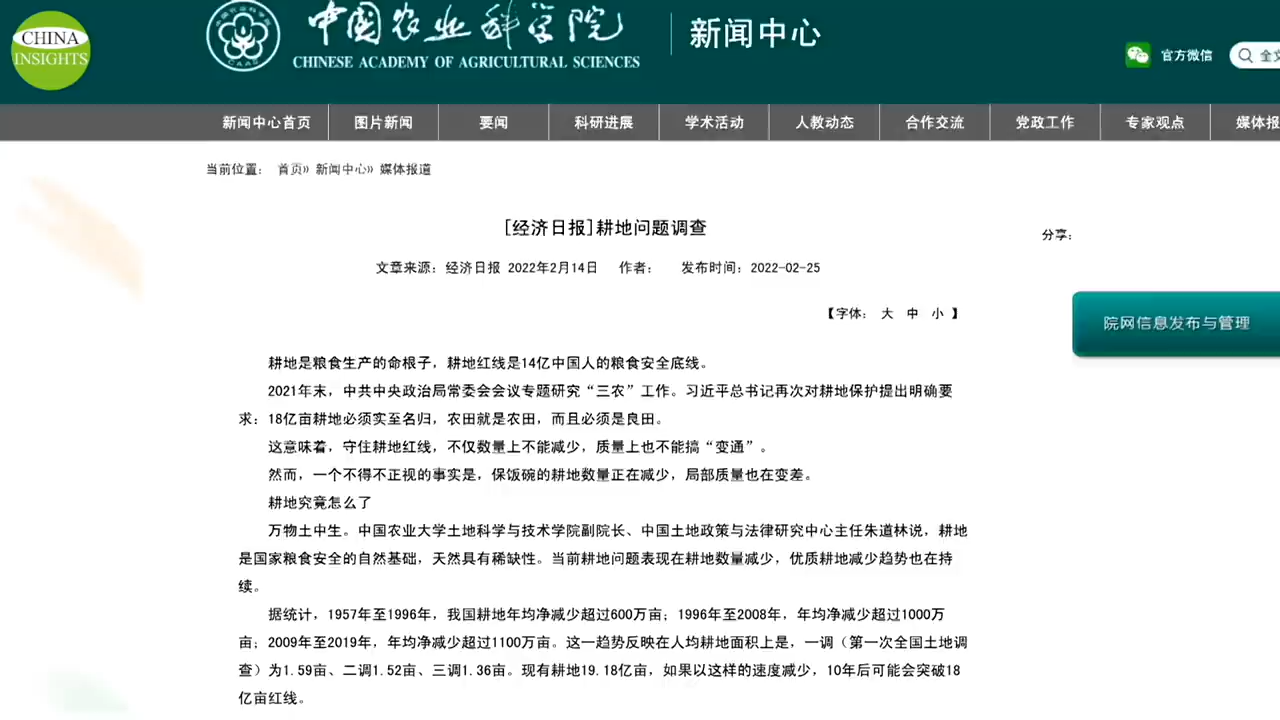 CHINA
INSIGHTS
中国农业科学院
CHINESE ACADEMY OF AGRICULTURAL SCIENCES
新闻中心
官方微信
全文
新闻中心首页 图片新闻 要闻 科研进展 学术活动 人教动态 合作交流 党政工作 专家观点 媒体报
当前位置： 首页» 新闻中心» 媒体报道
[经济日报]耕地问题调查
分享：
文章来源：经济日报 2022年2月14日 作者： 发布时间：2022-02-25
【字体： 大 中 小 】
院网信息发布与管理
耕地是粮食生产的命根子，耕地红线是14亿中国人的粮食安全底线。
2021年末，中共中央政治局常委会会议专题研究“三农”工作。习近平总书记再次对耕地保护提出明确要
求：18亿亩耕地必须实至名归，农田就是农田，而且必须是良田。
这意味着，守住耕地红线，不仅数量上不能减少，质量上也不能搞“变通”。
然而，一个不得不正视的事实是，保饭碗的耕地数量正在减少，局部质量也在变差。
耕地究竟怎么了
万物土中生。中国农业大学土地科学与技术学院副院长、中国土地政策与法律研究中心主任朱道林说，耕地
是国家粮食安全的自然基础，天然具有稀缺性。当前耕地问题表现在耕地数量减少，优质耕地减少趋势也在持
续。
据统计，1957年至1996年，我国耕地年均净减少超过600万亩；1996年至2008年，年均净减少超过1000万
亩；2009年至2019年，年均净减少超过1100万亩。这一趋势反映在人均耕地面积上是，一调（第一次全国土地调
查）为1.59亩、二调1.52亩、三调1.36亩。现有耕地19.18亿亩，如果以这样的速度减少，10年后可能会突破18
亿亩红线。